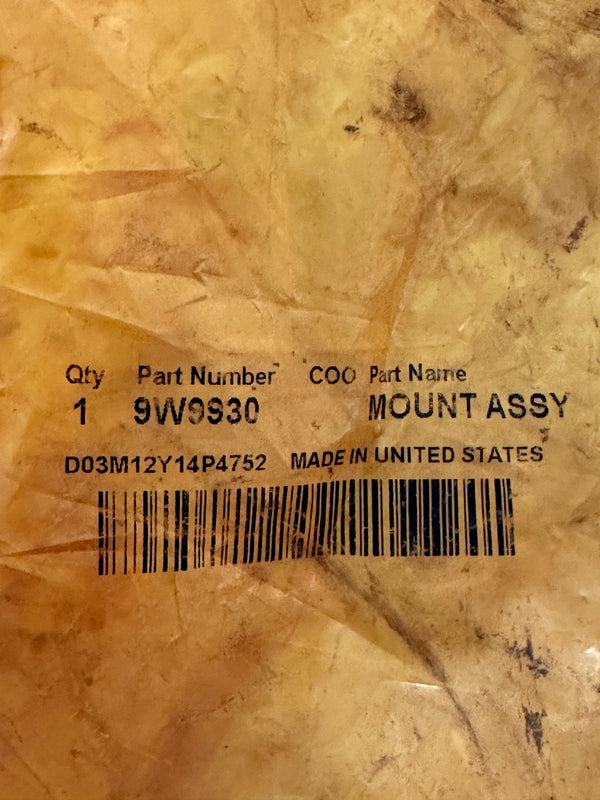 Qty Part Number COO Part Name
1 9W9930 MOUNT ASSY
D03M12Y14P4752 MADE IN UNITED STATES